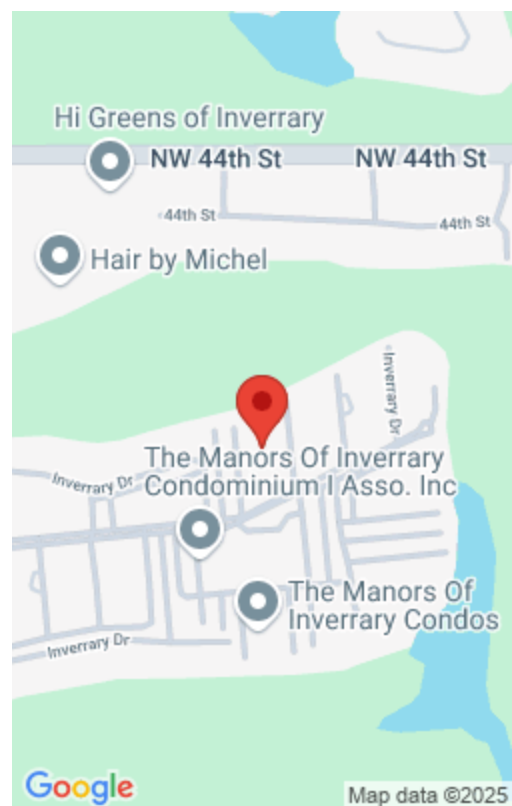 Hi Greens of Inverrary
NW 44th St
NW 44th St
44th St
44th St
Hair by Michel
Inverrary Dr
The Manors Of Inverrary
Condominium I Asso. Inc
Inverrary Dr
The Manors Of
Inverrary Condos
Inverrary Dr
Google
Map data ©2025